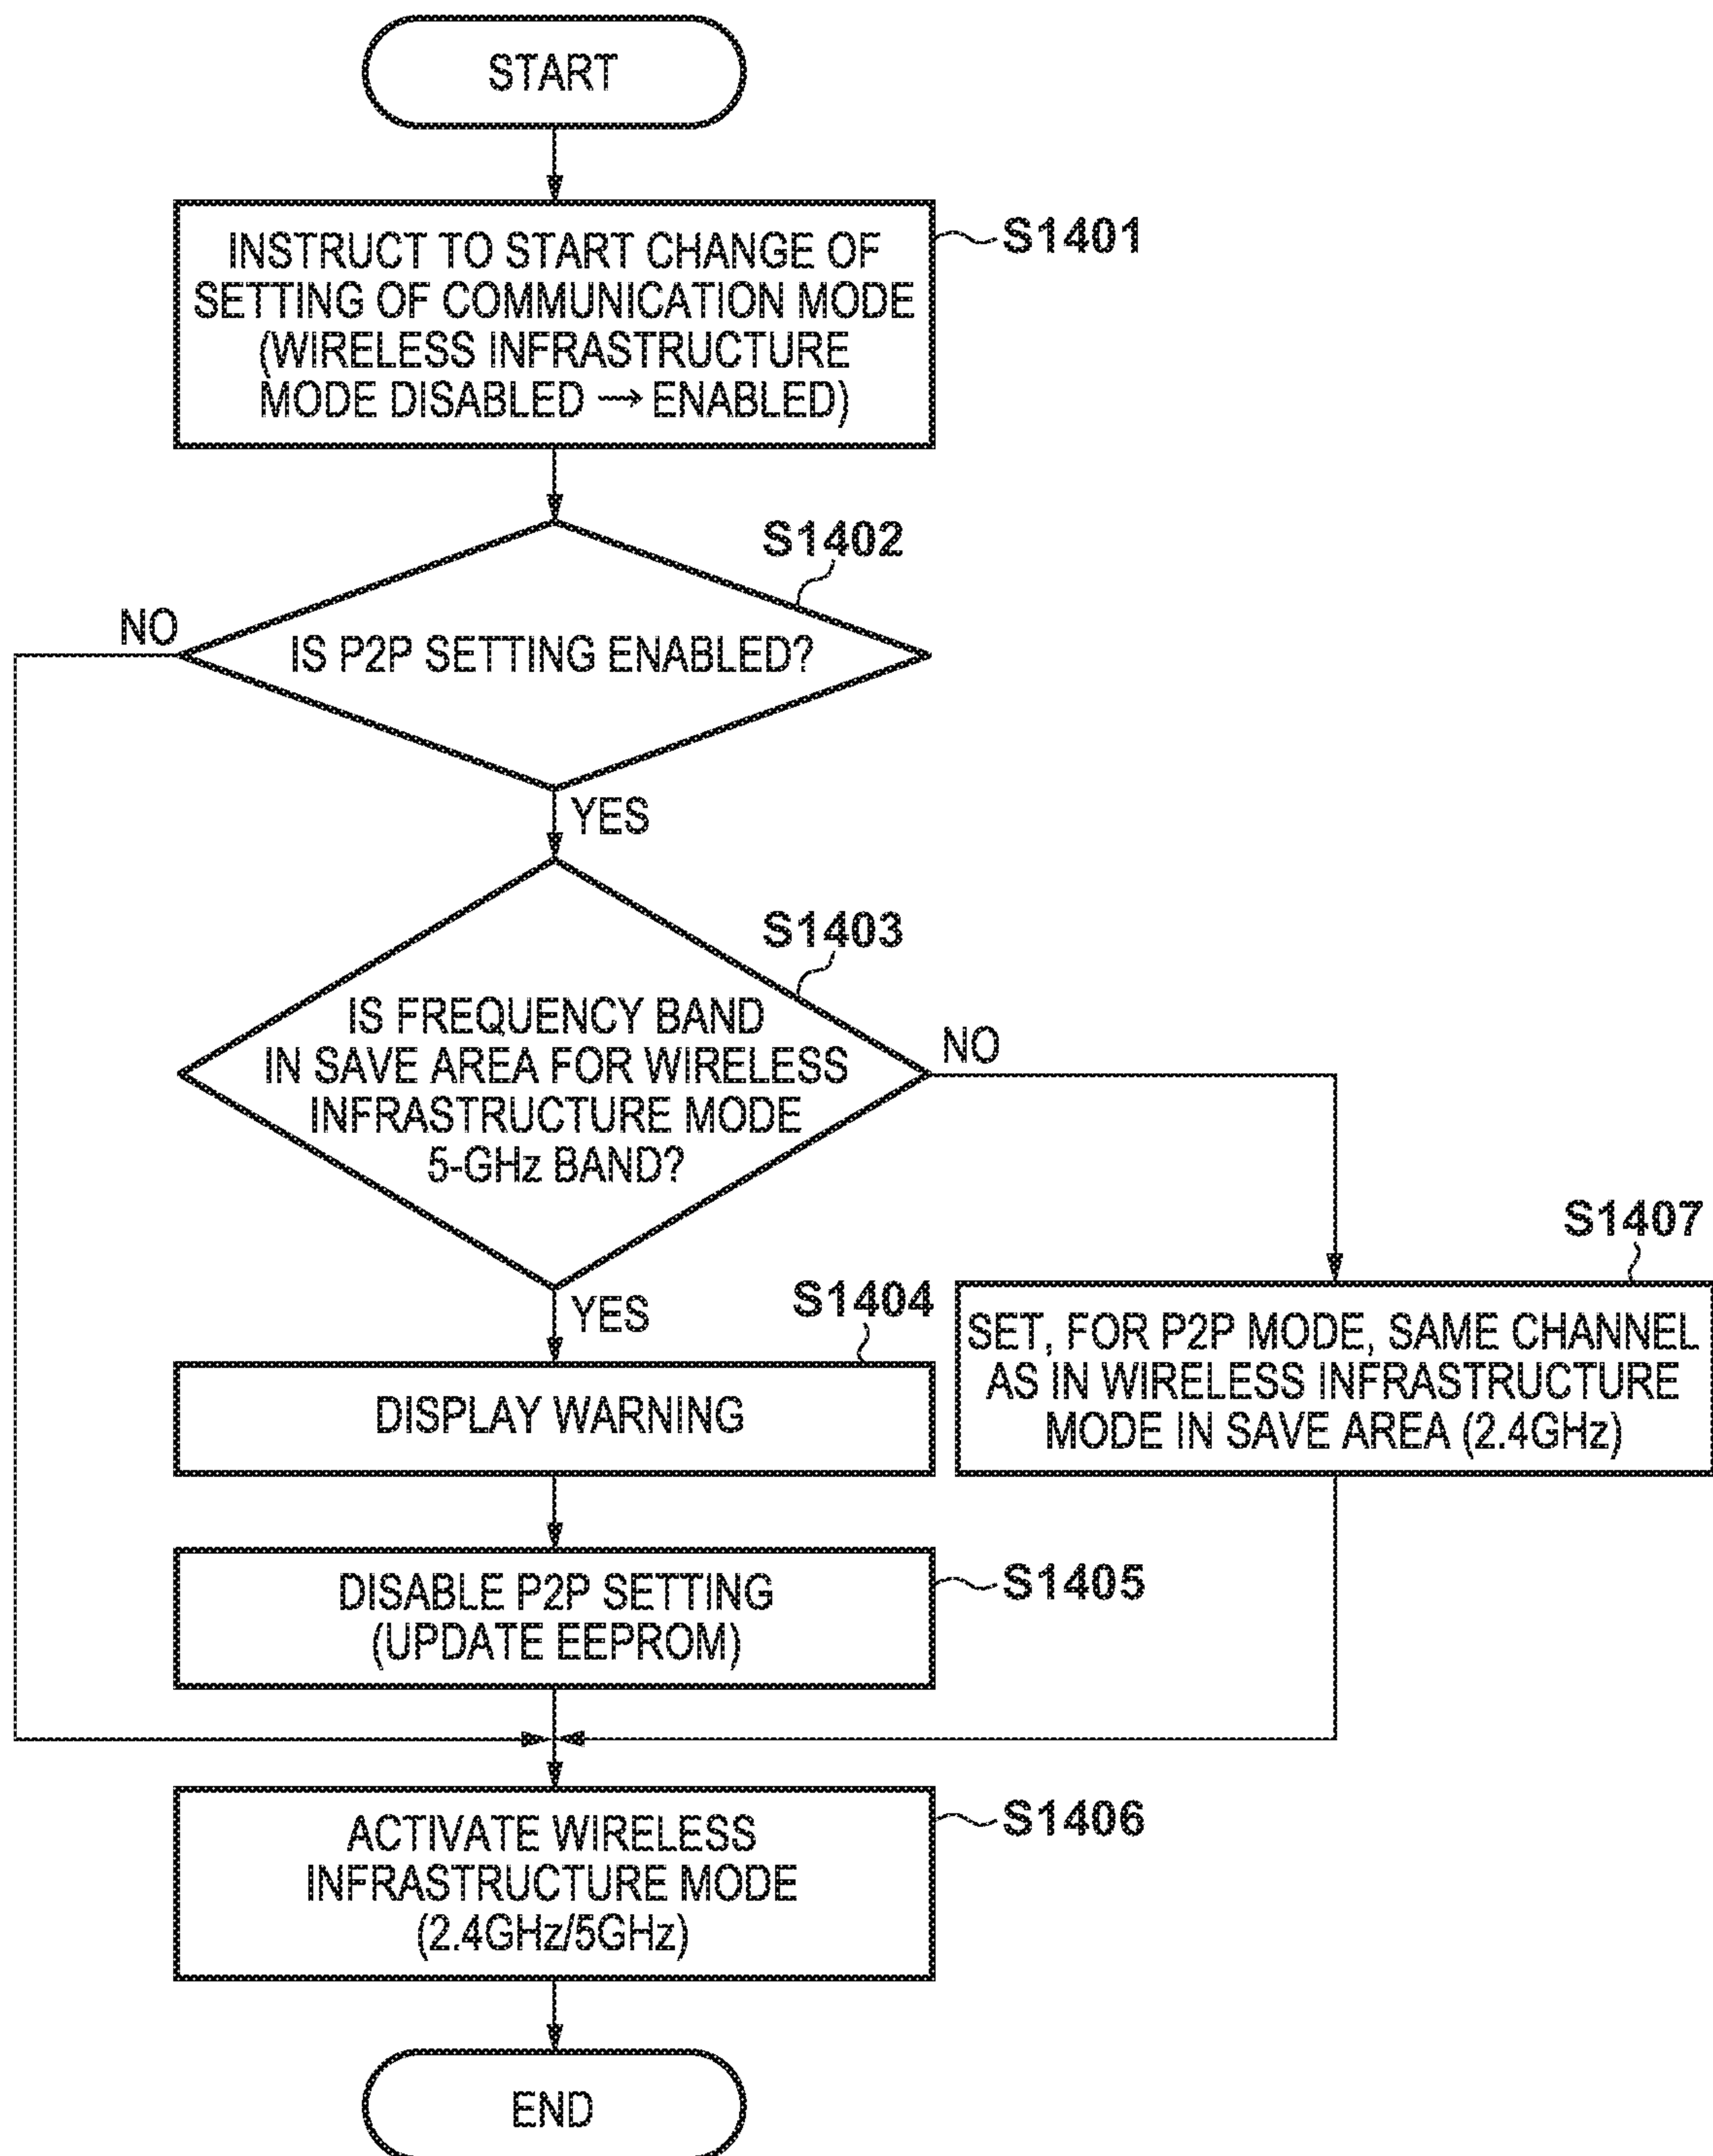 START
INSTRUCT TO START CHANGE OF
SETTING OF COMMUNICATION MODE
(WIRELESS INFRASTRUCTURE
MODE DISABLED → ENABLED)
S1401
S1402
NO
IS P2P SETTING ENABLED?
YES
S1403
IS FREQUENCY BAND
IN SAVE AREA FOR WIRELESS
INFRASTRUCTURE MODE
5-GHz BAND?
NO
YES
S1404
DISPLAY WARNING
S1407
SET, FOR P2P MODE, SAME CHANNEL
AS IN WIRELESS INFRASTRUCTURE
MODE IN SAVE AREA (2.4GHz)
DISABLE P2P SETTING
(UPDATE EEPROM)
S1405
ACTIVATE WIRELESS
INFRASTRUCTURE MODE
(2.4GHz/5GHz)
S1406
END